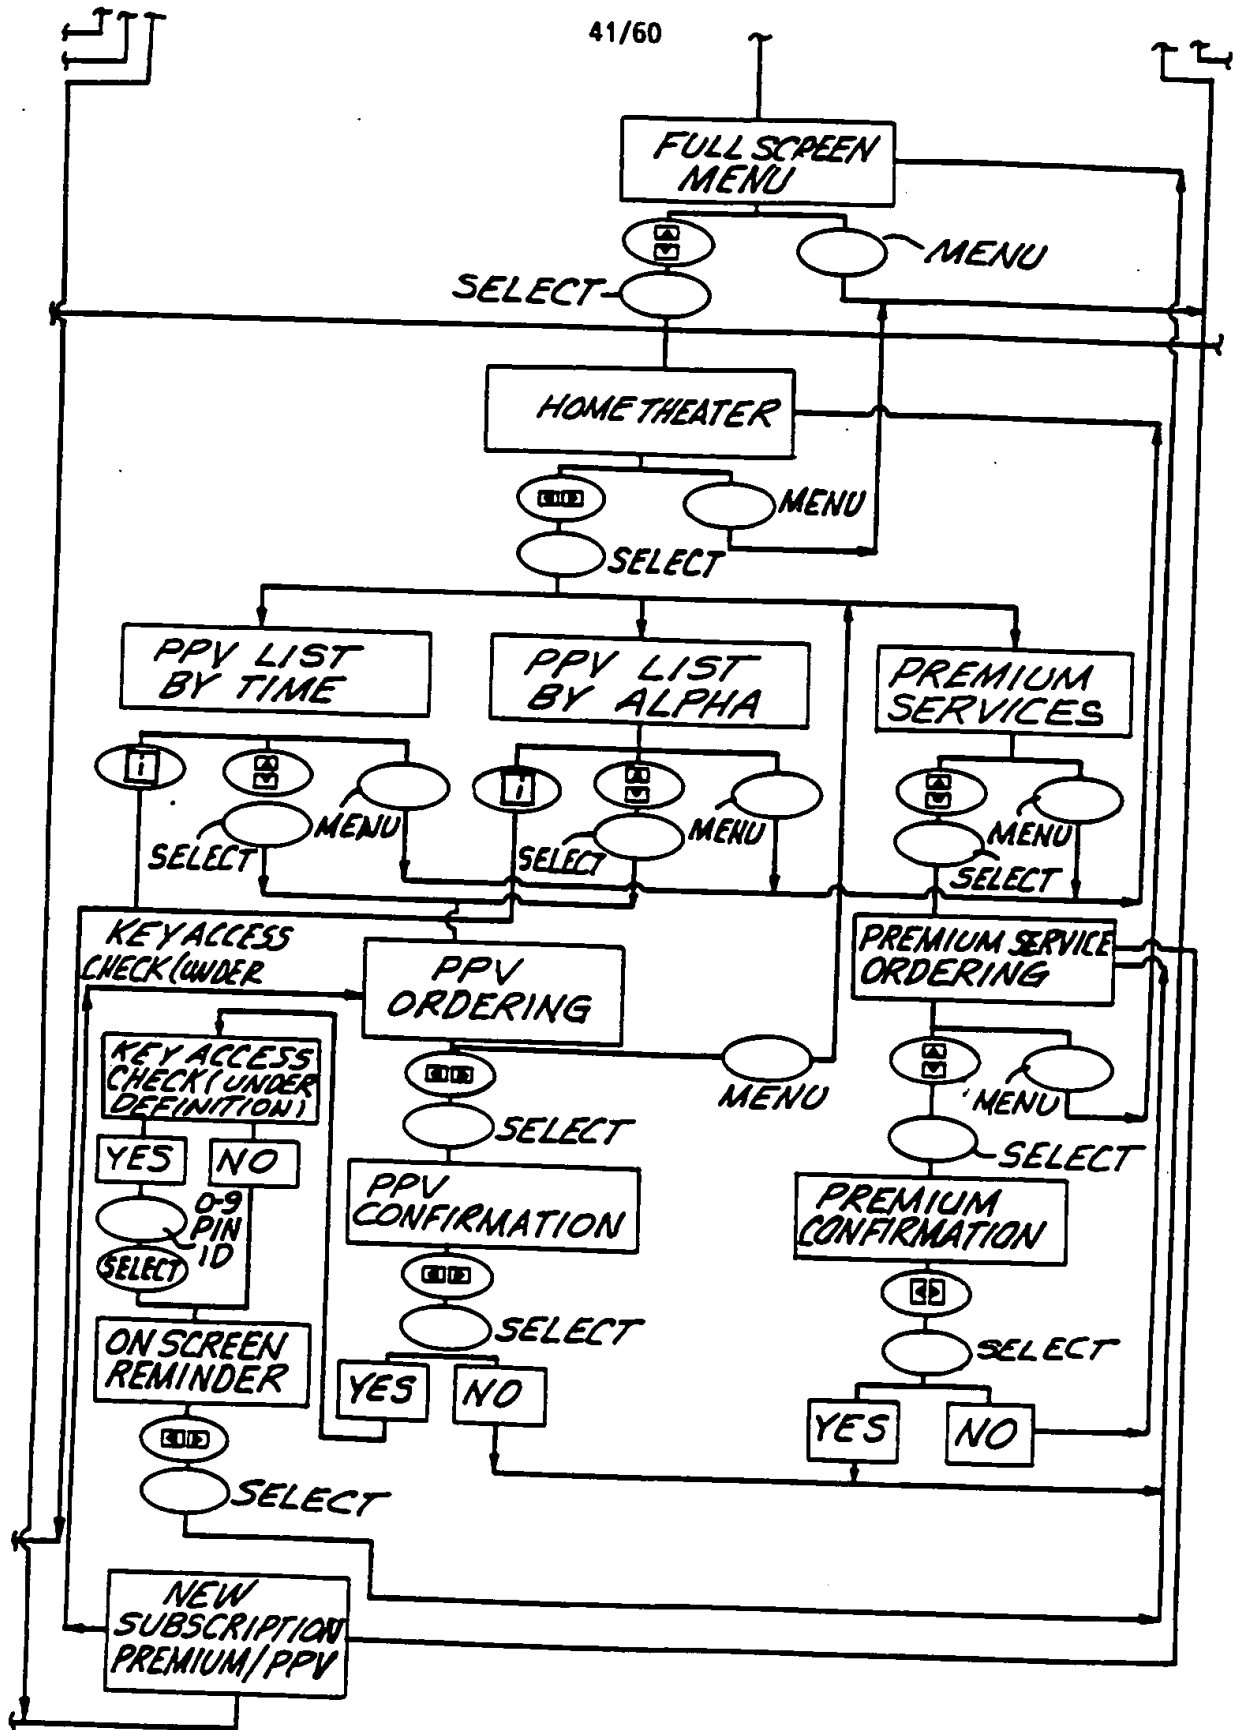 41/60
FULL SCREEN
MENU
MENU
SELECT
HOME THEATER
MENU
SELECT
PPV LIST
BY TIME
PPV LIST
BY ALPHA
PREMIUM
SERVICES
i
MENU
SELECT
i
MENU
SELECT
MENU
SELECT
KEY ACCESS
CHECK (UNDER
PPV
ORDERING
PREMIUM SERVICE
ORDERING
KEY ACCESS
CHECK (UNDER
DEFINITION)
MENU
MENU
SELECT
SELECT
YES
NO
0-9
PIN
ID
SELECT
PPV
CONFIRMATION
PREMIUM
CONFIRMATION
SELECT
SELECT
ON SCREEN
REMINDER
YES
NO
YES
NO
SELECT
NEW
SUBSCRIPTION
PREMIUM/PPV